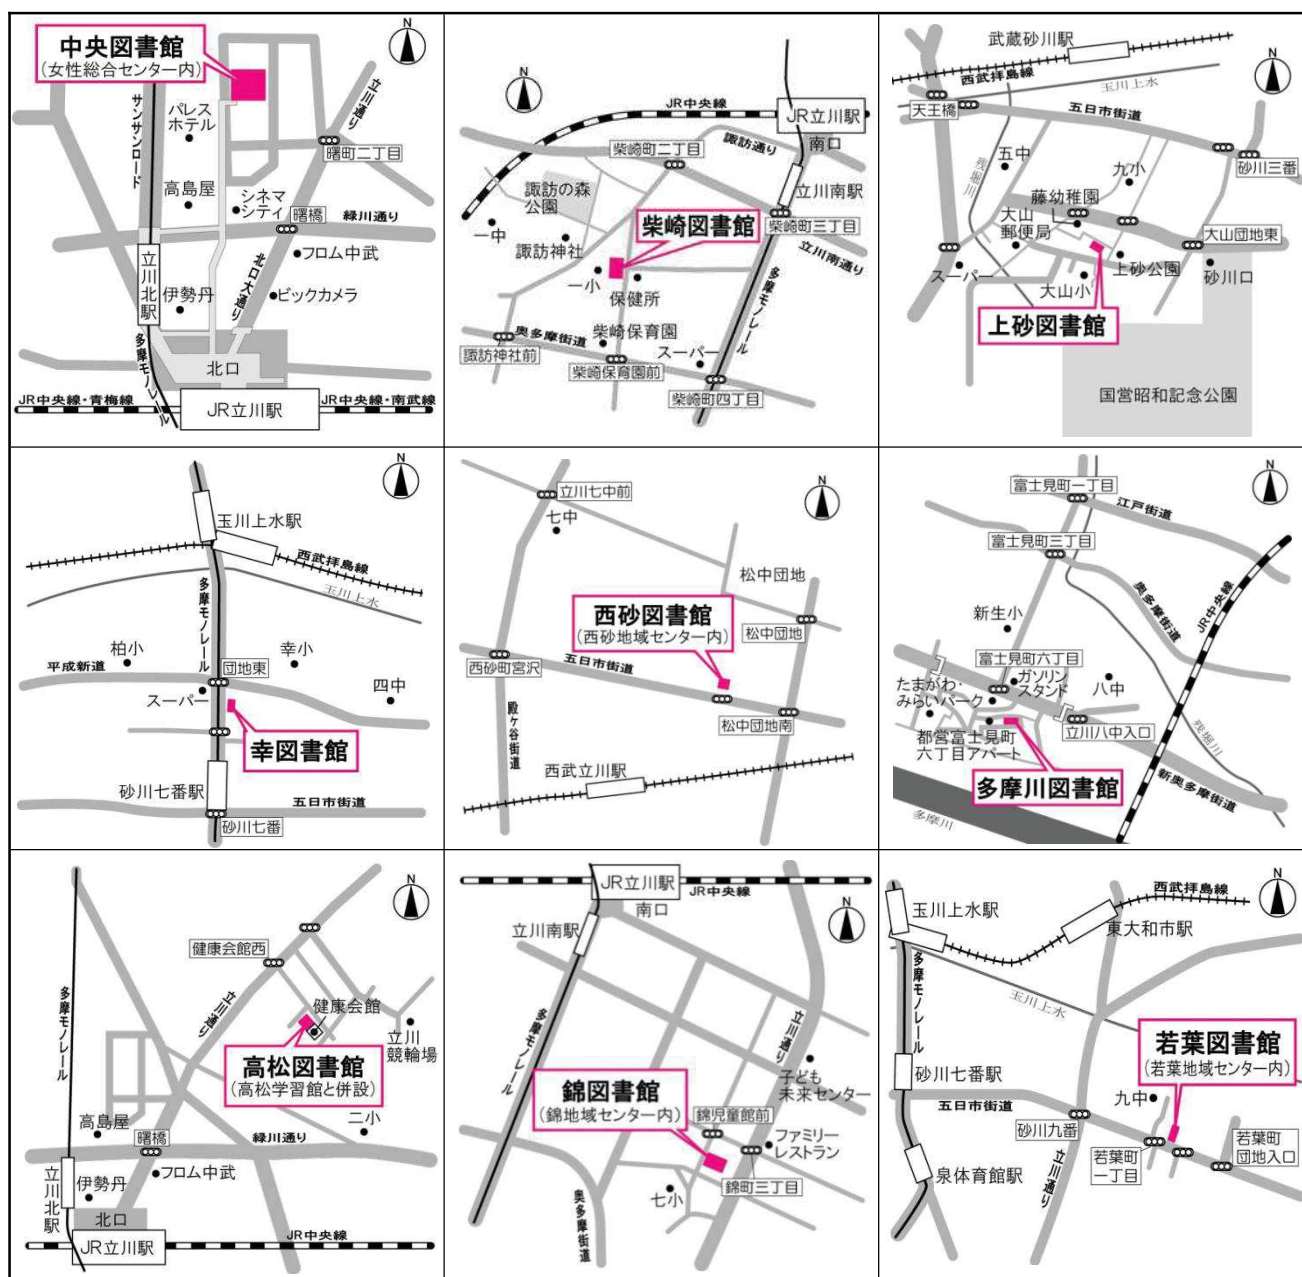 N
中央図書館
(女性総合センター内)
サンサンロード
パレス
ホテル
立川通り
曙町二丁目
高島屋
シネマ
シティ
曙橋
緑川通り
フロム中武
立川北駅
北口大通り
伊勢丹
ビックカメラ
多摩モノレール
北口
JR中央線・青梅線
JR立川駅
JR中央線・南武線
N
JR中央線
JR立川駅
南口
諏訪通り
柴崎町二丁目
立川南駅
諏訪の森
公園
柴崎図書館
柴崎町三丁目
一中
諏訪神社
立川南通り
一小
保健所
多摩モノレール
柴崎保育園
奥多摩街道
諏訪神社前
スーパー
柴崎保育園前
柴崎町四丁目
N
武蔵砂川駅
西武拝島線
玉川上水
天王橋
五日市街道
五中
残堀川
九小
砂川三番
藤幼稚園
大山
郵便局
大山団地東
スーパー
上砂公園
砂川口
大山小
上砂図書館
国営昭和記念公園
N
玉川上水駅
西武拝島線
玉川上水
多摩モノレール
柏小
幸小
平成新道
団地東
四中
スーパー
幸図書館
砂川七番駅
五日市街道
砂川七番
N
立川七中前
七中
松中団地
西砂図書館
(西砂地域センター内)
松中団地
西砂町宮沢
五日市街道
松中団地南
殿ヶ谷街道
西武立川駅
N
富士見町一丁目
江戸街道
富士見町三丁目
奥多摩街道
JR中央線
新生小
富士見町六丁目
ガソリン
スタンド
八中
たまがわ・
みらいパーク
都営富士見町
六丁目アパート
立川八中入口
残堀川
多摩川図書館
新奥多摩街道
多摩川
N
健康会館西
多摩モノレール
立川通り
健康会館
立川
競輪場
高松図書館
(高松学習館と併設)
高島屋
二小
曙橋
緑川通り
フロム中武
伊勢丹
立川北駅
北口
JR立川駅
JR中央線
N
JR立川駅
JR中央線
南口
立川南駅
多摩モノレール
立川通り
子ども
未来センター
錦図書館
(錦地域センター内)
錦児童館前
ファミリー
レストラン
七小
錦町三丁目
奥多摩街道
N
西武拝島線
玉川上水駅
東大和市駅
多摩モノレール
玉川上水
若葉図書館
(若葉地域センター内)
砂川七番駅
五日市街道
九中
砂川九番
若葉町
一丁目
若葉町
団地入口
泉体育館駅
立川通り